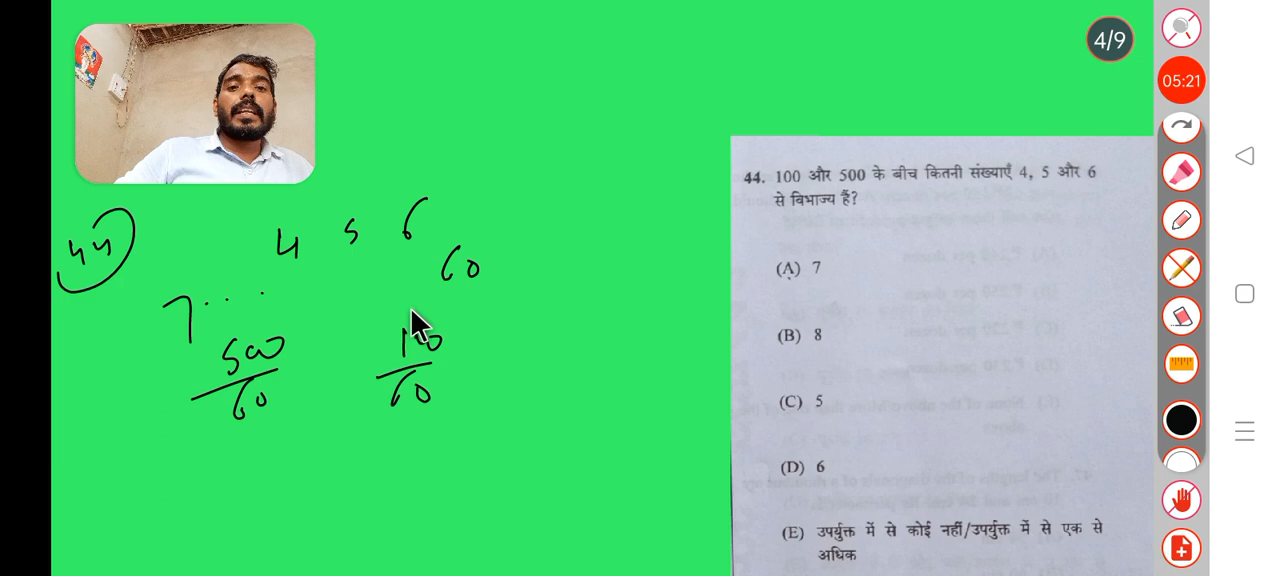 4/9
05:21
44
4 5 6
60
7...
500
60
100
60
44. 100 और 500 के बीच कितनी संख्याएँ 4, 5 और 6
से विभाज्य हैं?
(A) 7
(B) 8
(C) 5
(D) 6
(E) उपर्युक्त में से कोई नहीं/उपर्युक्त में से एक से
अधिक